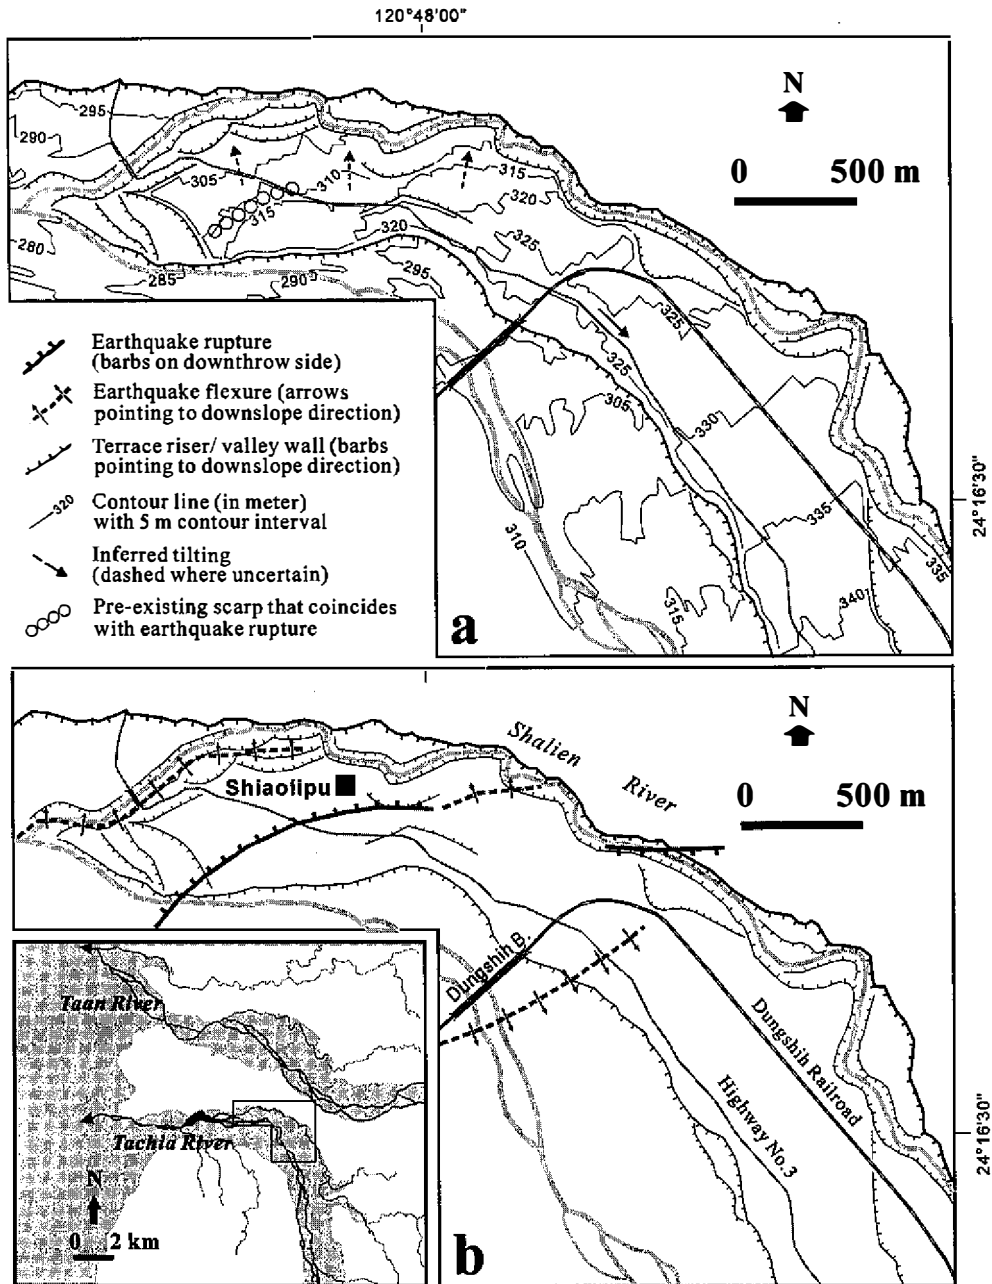 120°48'00"
N
0 500 m
295
290
305
310
315
315
320
325
320
280
285
290
295
325
325
305
330
335
335
340
310
315
24°16'30"
Earthquake rupture
(barbs on downthrow side)
Earthquake flexure (arrows
pointing to downslope direction)
Terrace riser/ valley wall (barbs
pointing to downslope direction)
320
Contour line (in meter)
with 5 m contour interval
Inferred tilting
(dashed where uncertain)
Pre-existing scarp that coincides
with earthquake rupture
a
Shalien
River
N
0 500 m
Shiaolipu
Dungshih B.
Dungshih Railroad
Highway No.3
24°16'30"
Taan River
Tachia River
N
0 2 km
b